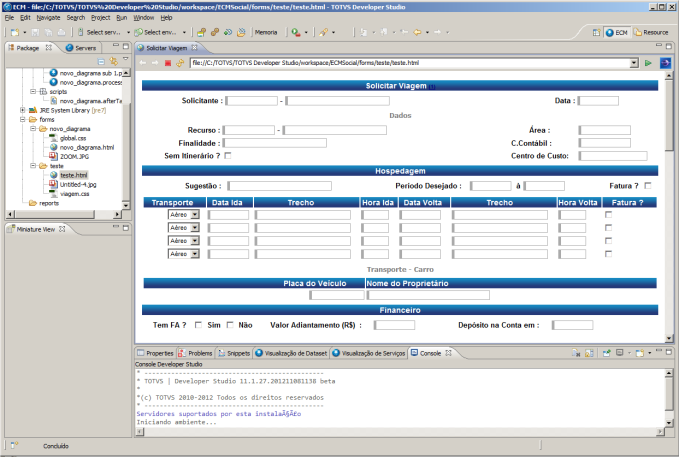 ECM - file:/C:/TOTVS/TOTVS%20Developer%20Studio/workspace/ECMSocial/forms/teste/teste.html - TOTVS Developer Studio
File Edit Navigate Search Project Run Window Help
Select serv... Select env... Memoria ECM Resource
Package Servers
novo_diagrama sub 1.p
novo_diagrama.process
scripts
novo_diagrama.afterTa
JRE System Library [jre7]
forms
novo_diagrama
global.css
novo_diagrama.html
ZOOM.JPG
teste
teste.html
Untitled-4.jpg
viagem.css
reports
Miniature View
Solicitar Viagem
file://C:/TOTVS/TOTVS Developer Studio/workspace/ECMSocial/forms/teste/teste.html
Solicitar Viagem
Solicitante : - Data :
Dados
Recurso : - Área :
Finalidade : C.Contábil :
Sem Itinerário ? Centro de Custo:
Hospedagem
Sugestão : Período Desejado : á Fatura ?
Transporte Data Ida Trecho Hora Ida Data Volta Trecho Hora Volta Fatura ?
Aéreo
Aéreo
Aéreo
Aéreo
Transporte - Carro
Placa do Veículo Nome do Proprietário
Financeiro
Tem FA ? Sim Não Valor Adiantamento (R$) : Depósito na Conta em :
Properties Problems Snippets Visualização de Dataset Visualização de Serviços Console
Console Developer Studio
* ------------------------------------------------
* TOTVS | Developer Studio 11.1.27.201211081138 beta
*
*(c) TOTVS 2010-2012 Todos os direitos reservados
* ------------------------------------------------
Servidores suportados por esta instalaÃ§Ã£o
Iniciando ambiente...
Concluído